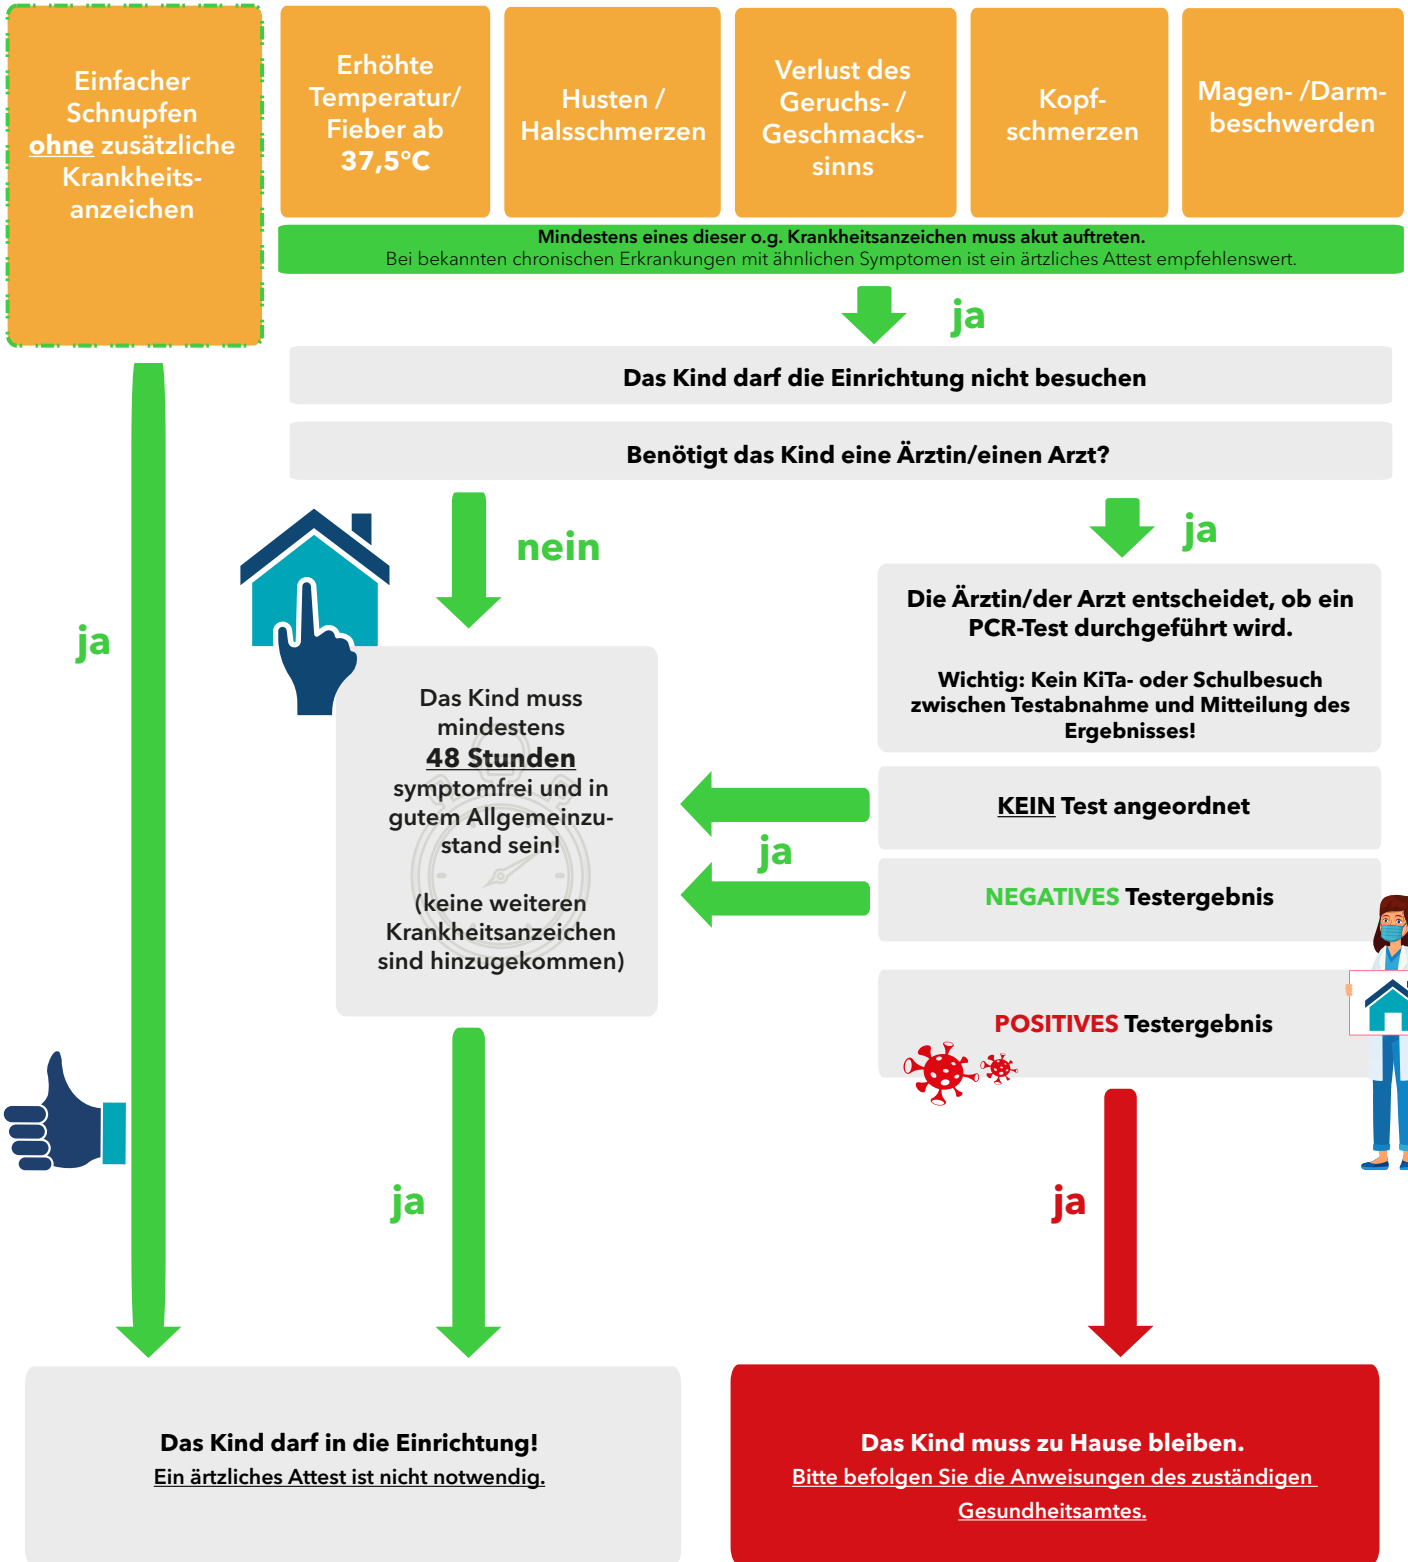 Einfacher
Schnupfen
ohne zusätzliche
Krankheits-
anzeichen
Erhöhte
Temperatur/
Fieber ab
37,5°C
Husten /
Halsschmerzen
Verlust des
Geruchs- /
Geschmacks-
sinns
Kopf-
schmerzen
Magen- /Darm-
beschwerden
Mindestens eines dieser o.g. Krankheitsanzeichen muss akut auftreten.
Bei bekannten chronischen Erkrankungen mit ähnlichen Symptomen ist ein ärtzliches Attest empfehlenswert.
ja
Das Kind darf die Einrichtung nicht besuchen
Benötigt das Kind eine Ärztin/einen Arzt?
nein
ja
ja
Die Ärztin/der Arzt entscheidet, ob ein
PCR-Test durchgeführt wird.
Wichtig: Kein KiTa- oder Schulbesuch
zwischen Testabnahme und Mitteilung des
Ergebnisses!
Das Kind muss
mindestens
48 Stunden
symptomfrei und in
gutem Allgemeinzu-
stand sein!
(keine weiteren
Krankheitsanzeichen
sind hinzugekommen)
KEIN Test angeordnet
ja
NEGATIVES Testergebnis
POSITIVES Testergebnis
ja
ja
Das Kind darf in die Einrichtung!
Ein ärtzliches Attest ist nicht notwendig.
Das Kind muss zu Hause bleiben.
Bitte befolgen Sie die Anweisungen des zuständigen
Gesundheitsamtes.